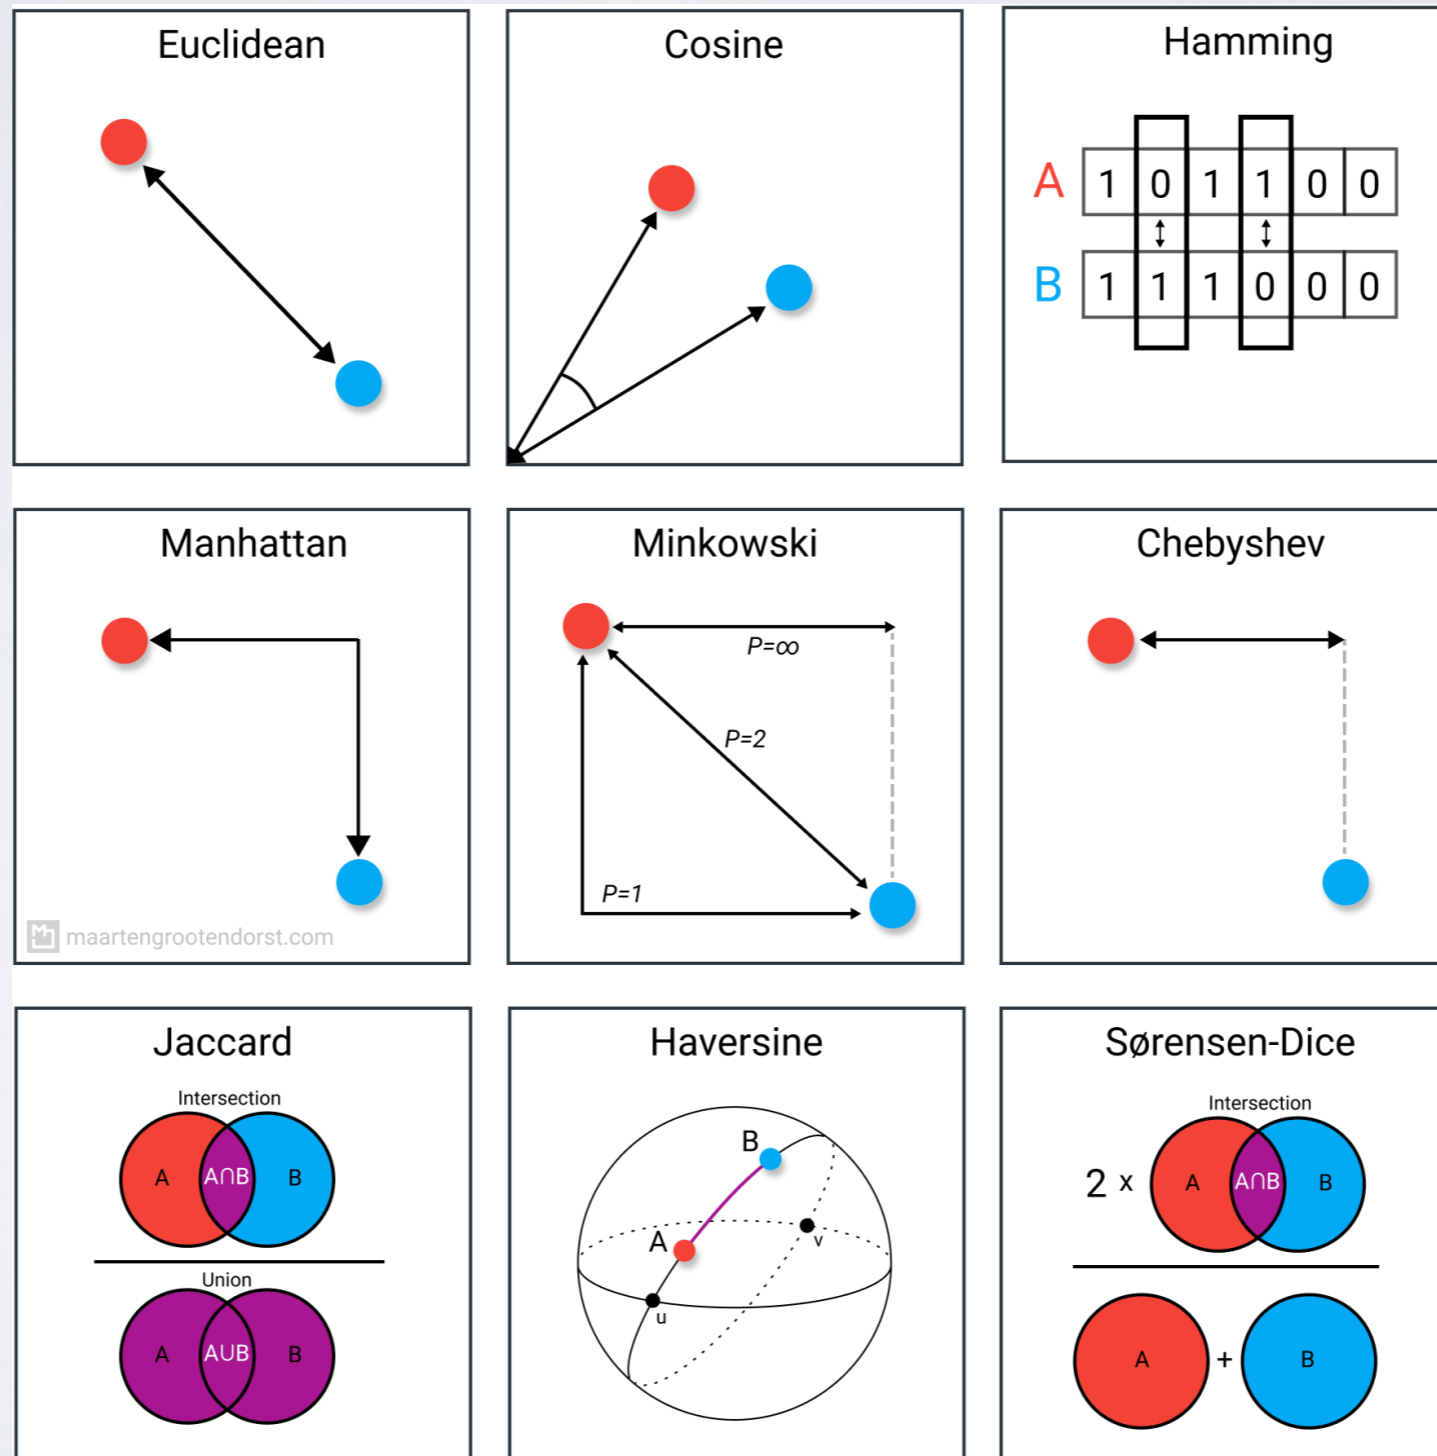 Euclidean
Cosine
Hamming
A 1 0 1 1 0 0
B 1 1 1 0 0 0
Manhattan
maartengrootendorst.com
Minkowski
P=∞
P=2
P=1
Chebyshev
Jaccard
Intersection
A A∩B B
Union
A A∪B B
Haversine
B
A
v
u
Sørensen-Dice
Intersection
2 x A A∩B B
A + B